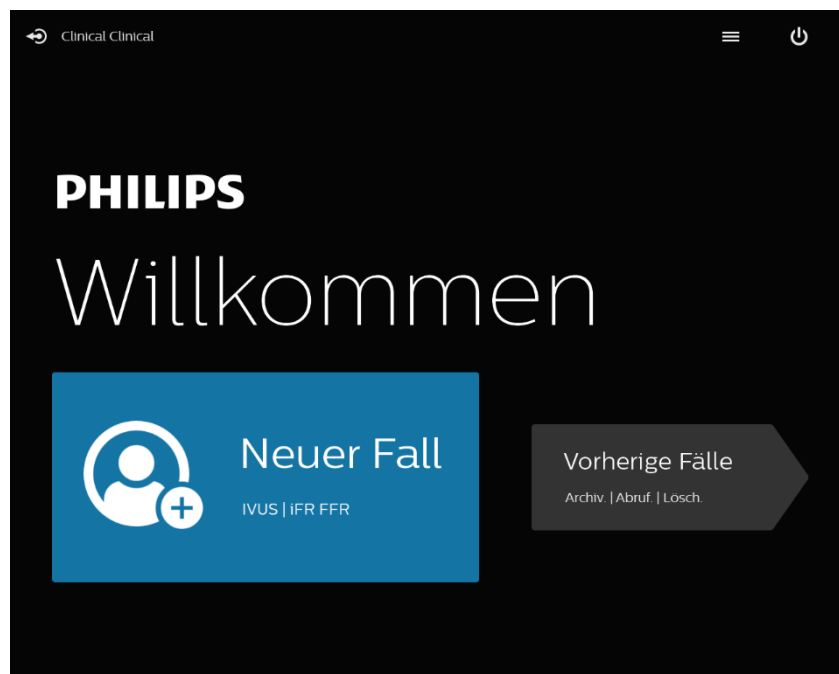 Clinical Clinical
PHILIPS
Willkommen
Neuer Fall
IVUS | iFR FFR
Vorherige Fälle
Archiv. | Abruf. | Lösch.